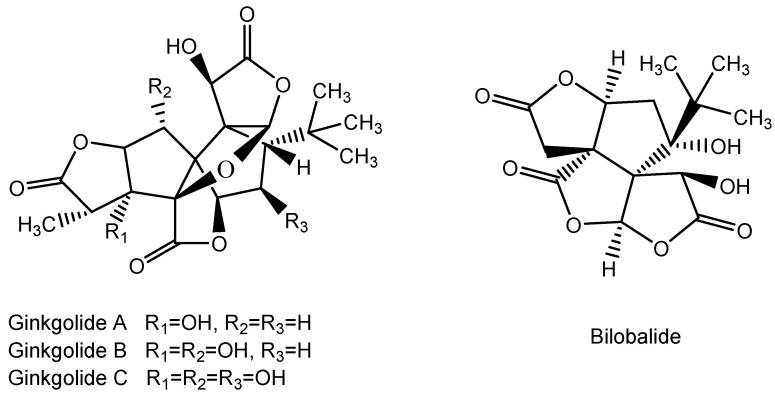 HO
O
O
R2
CH3
CH3
CH3
O
O
O
H
R3
H3C
R1
O
O
Ginkgolide A R1=OH, R2=R3=H
Ginkgolide B R1=R2=OH, R3=H
Ginkgolide C R1=R2=R3=OH
H
O
O
H3C
CH3
CH3
OH
O
OH
O
O
O
H
Bilobalide